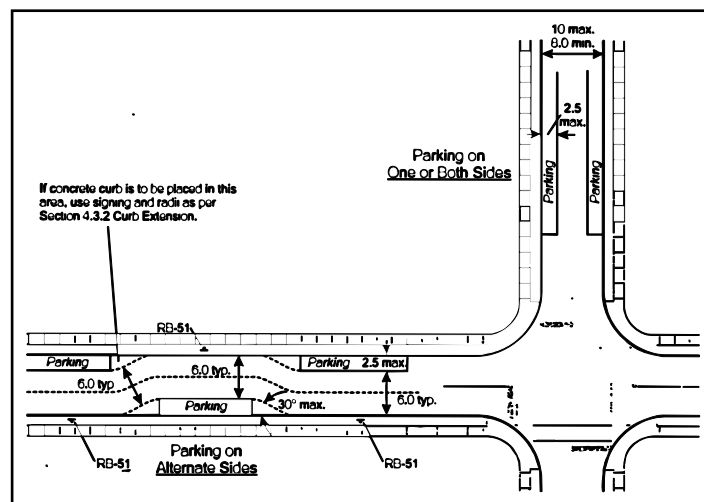 10 max.
8.0 min.
2.5
max.
Parking on
One or Both Sides
Parking
Parking
If concrete curb is to be placed in this
area, use signing and radii as per
Section 4.3.2 Curb Extension.
RB-51
Parking
6.0 typ
6.0 typ.
Parking
2.5 max.
Parking
30° max.
6.0 typ.
RB-51
Parking on
Alternate Sides
RB-51